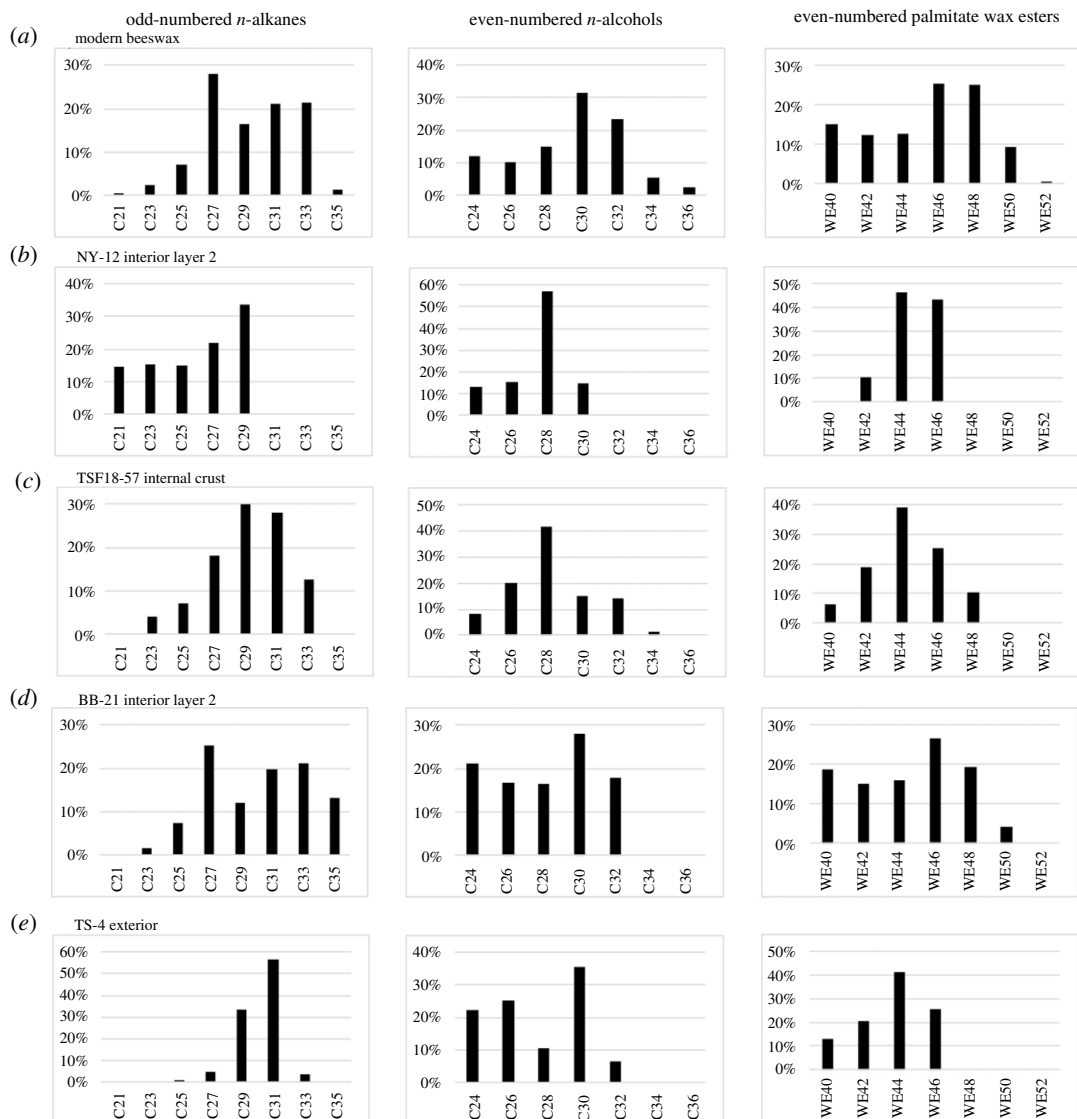 odd-numbered n-alkanes even-numbered n-alcohols even-numbered palmitate wax esters
(a) modern beeswax
30% 20% 10% 0%
C21 C23 C25 C27 C29 C31 C33 C35
40% 30% 20% 10% 0%
C24 C26 C28 C30 C32 C34 C36
30% 20% 10% 0%
WE40 WE42 WE44 WE46 WE48 WE50 WE52
(b) NY-12 interior layer 2
40% 30% 20% 10% 0%
C21 C23 C25 C27 C29 C31 C33 C35
60% 50% 40% 30% 20% 10% 0%
C24 C26 C28 C30 C32 C34 C36
50% 40% 30% 20% 10% 0%
WE40 WE42 WE44 WE46 WE48 WE50 WE52
(c) TSF18-57 internal crust
30% 20% 10% 0%
C21 C23 C25 C27 C29 C31 C33 C35
50% 40% 30% 20% 10% 0%
C24 C26 C28 C30 C32 C34 C36
40% 30% 20% 10% 0%
WE40 WE42 WE44 WE46 WE48 WE50 WE52
(d) BB-21 interior layer 2
30% 20% 10% 0%
C21 C23 C25 C27 C29 C31 C33 C35
30% 20% 10% 0%
C24 C26 C28 C30 C32 C34 C36
30% 20% 10% 0%
WE40 WE42 WE44 WE46 WE48 WE50 WE52
(e) TS-4 exterior
60% 50% 40% 30% 20% 10% 0%
C21 C23 C25 C27 C29 C31 C33 C35
40% 30% 20% 10% 0%
C24 C26 C28 C30 C32 C34 C36
50% 40% 30% 20% 10% 0%
WE40 WE42 WE44 WE46 WE48 WE50 WE52